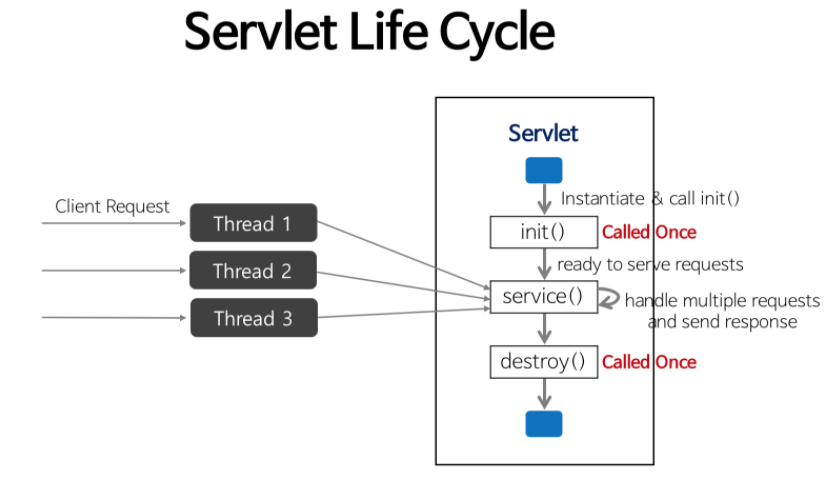 Servlet Life Cycle
Servlet
Instantiate & call init()
Client Request
Thread 1
init()
Called Once
Thread 2
ready to serve requests
service()
handle multiple requests
and send response
Thread 3
destroy()
Called Once